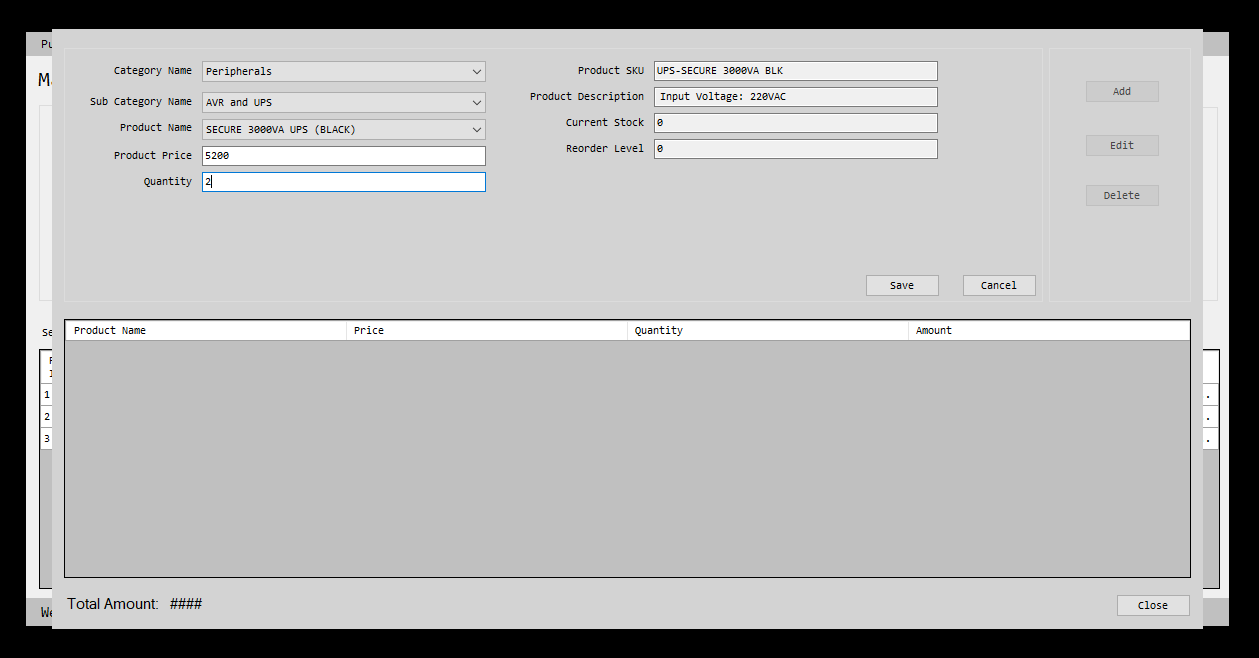 Pu
Ma
Category Name Peripherals
Sub Category Name AVR and UPS
Product Name SECURE 3000VA UPS (BLACK)
Product Price 5200
Quantity 2
Product SKU UPS-SECURE 3000VA BLK
Product Description Input Voltage: 220VAC
Current Stock 0
Reorder Level 0
Add
Edit
Delete
Save Cancel
Se
Product Name Price Quantity Amount
1 .
2 .
3 .
Total Amount: ####
Close
We